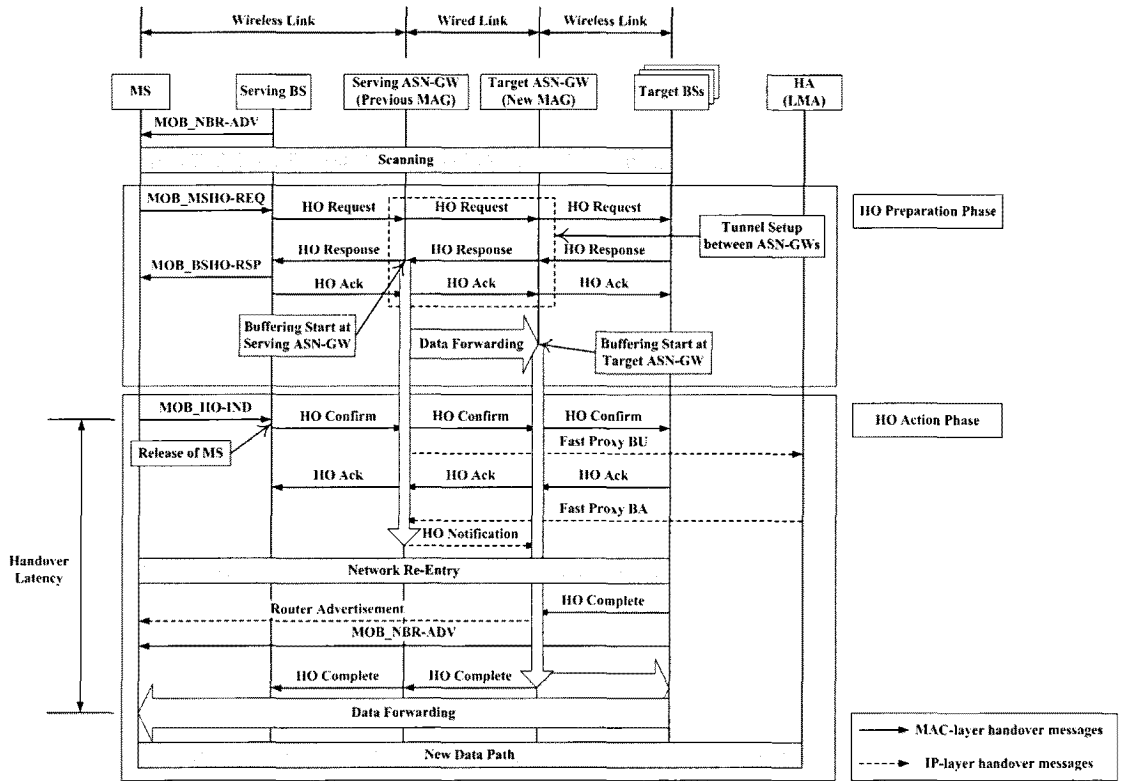 Wireless Link
Wired Link
Wireless Link
MS
Serving BS
Serving ASN-GW
(Previous MAG)
Target ASN-GW
(New MAG)
Target BSs
HA
(LMA)
MOB_NBR-ADV
Scanning
MOB_MSHO-REQ
HO Request
HO Request
HO Request
HO Preparation Phase
Tunnel Setup
between ASN-GWs
HO Response
HO Response
HO Response
MOB_BSHO-RSP
HO Ack
HO Ack
HO Ack
Buffering Start at
Serving ASN-GW
Data Forwarding
Buffering Start at
Target ASN-GW
MOB_HO-IND
HO Confirm
HO Confirm
HO Confirm
HO Action Phase
Release of MS
Fast Proxy BU
HO Ack
HO Ack
HO Ack
Fast Proxy BA
HO Notification
Handover
Latency
Network Re-Entry
HO Complete
Router Advertisement
MOB_NBR-ADV
HO Complete
HO Complete
Data Forwarding
MAC-layer handover messages
New Data Path
IP-layer handover messages